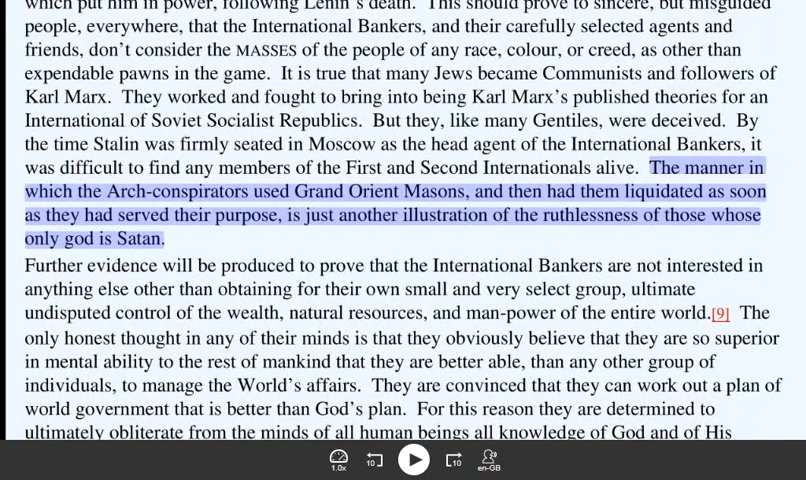 which put him in power, following Lenin's death. This should prove to sincere, but misguided
people, everywhere, that the International Bankers, and their carefully selected agents and
friends, don't consider the MASSES of the people of any race, colour, or creed, as other than
expendable pawns in the game. It is true that many Jews became Communists and followers of
Karl Marx. They worked and fought to bring into being Karl Marx's published theories for an
International of Soviet Socialist Republics. But they, like many Gentiles, were deceived. By
the time Stalin was firmly seated in Moscow as the head agent of the International Bankers, it
was difficult to find any members of the First and Second Internationals alive. The manner in
which the Arch-conspirators used Grand Orient Masons, and then had them liquidated as soon
as they had served their purpose, is just another illustration of the ruthlessness of those whose
only god is Satan.
Further evidence will be produced to prove that the International Bankers are not interested in
anything else other than obtaining for their own small and very select group, ultimate
undisputed control of the wealth, natural resources, and man-power of the entire world.[9] The
only honest thought in any of their minds is that they obviously believe that they are so superior
in mental ability to the rest of mankind that they are better able, than any other group of
individuals, to manage the World's affairs. They are convinced that they can work out a plan of
world government that is better than God's plan. For this reason they are determined to
ultimately obliterate from the minds of all human beings all knowledge of God and of His
1.0x 10 10 en-GB